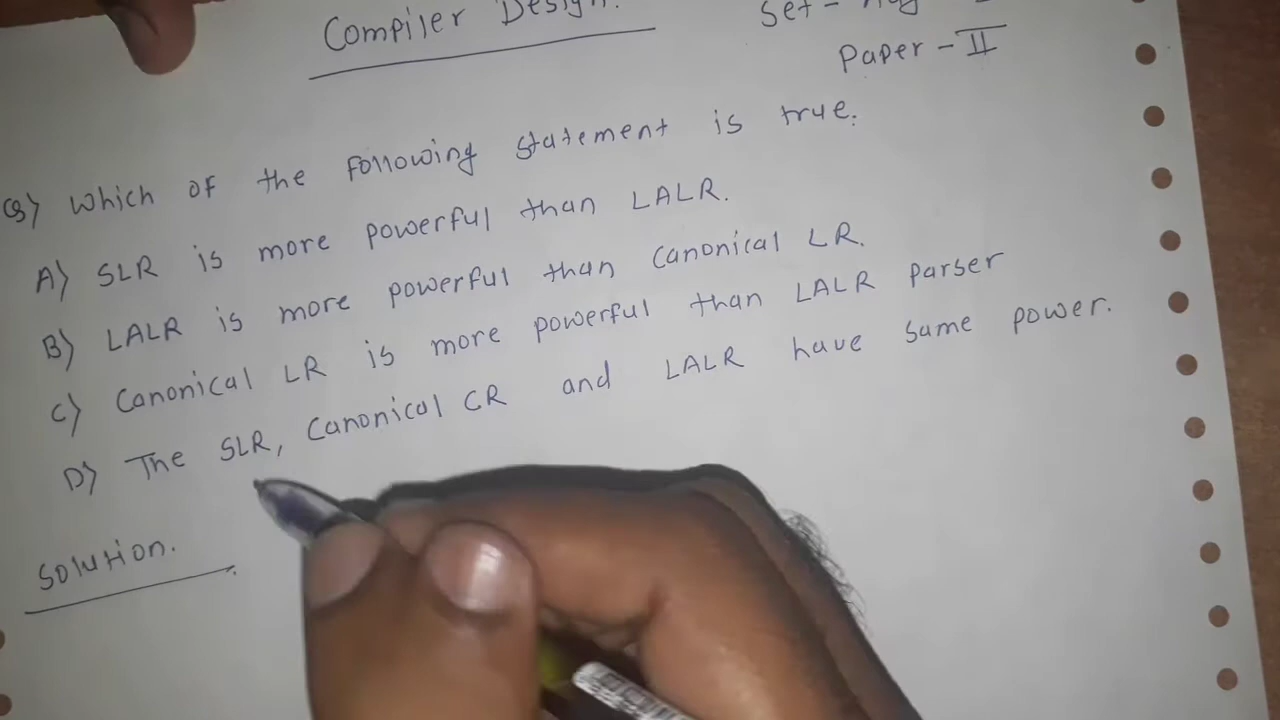 Compiler Design.
Set-
Paper - II
Q) Which of the following statement is true.
A) SLR is more powerful than LALR.
B) LALR is more powerful than Canonical LR.
C) Canonical LR is more powerful than LALR Parser
D) The SLR, Canonical CR and LALR have same power.
Solution.